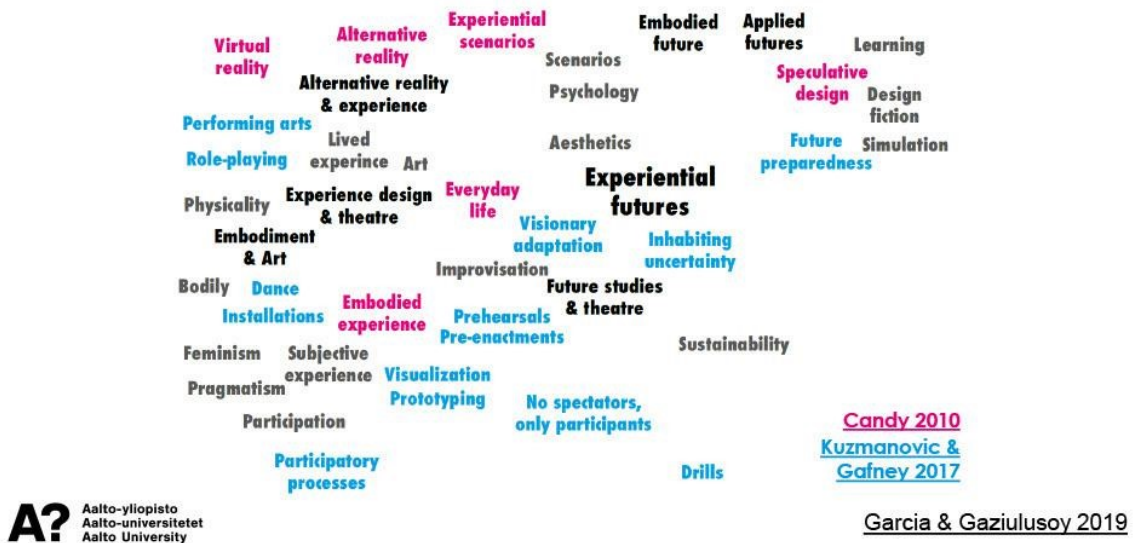 Experiential
scenarios
Embodied
future
Applied
futures
Virtual
reality
Alternative
reality
Scenarios
Learning
Alternative reality
& experience
Psychology
Speculative
design
Design
fiction
Performing arts
Lived
experince
Art
Aesthetics
Future
preparedness
Simulation
Role-playing
Experiential
futures
Physicality
Experience design
& theatre
Everyday
life
Visionary
adaptation
Inhabiting
uncertainty
Embodiment
& Art
Improvisation
Bodily
Dance
Future studies
& theatre
Installations
Embodied
experience
Prehearsals
Pre-enactments
Sustainability
Feminism
Subjective
experience
Pragmatism
Visualization
Prototyping
No spectators,
only participants
Participation
Candy 2010
Kuzmanovic &
Gafney 2017
Participatory
processes
Drills
A?
Aalto-yliopisto
Aalto-universitetet
Aalto University
Garcia & Gaziulusoy 2019